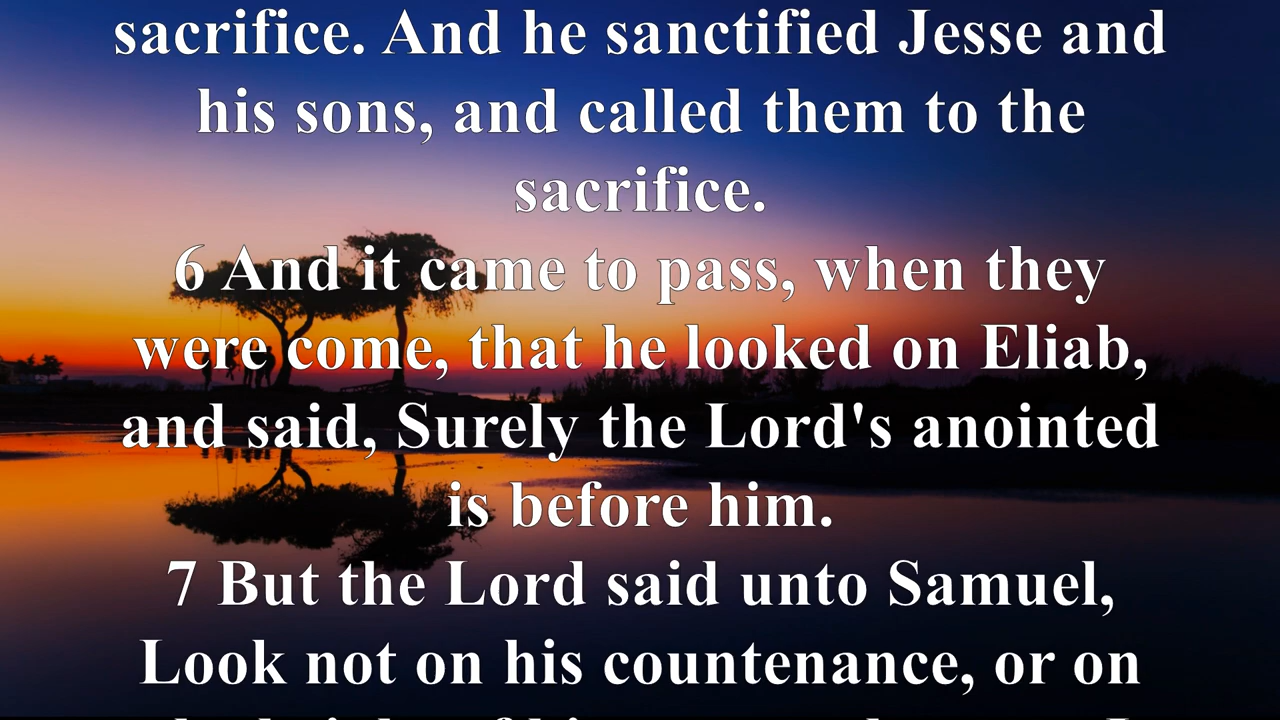 sacrifice. And he sanctified Jesse and
his sons, and called them to the
sacrifice.
6 And it came to pass, when they
were come, that he looked on Eliab,
and said, Surely the Lord's anointed
is before him.
7 But the Lord said unto Samuel,
Look not on his countenance, or on